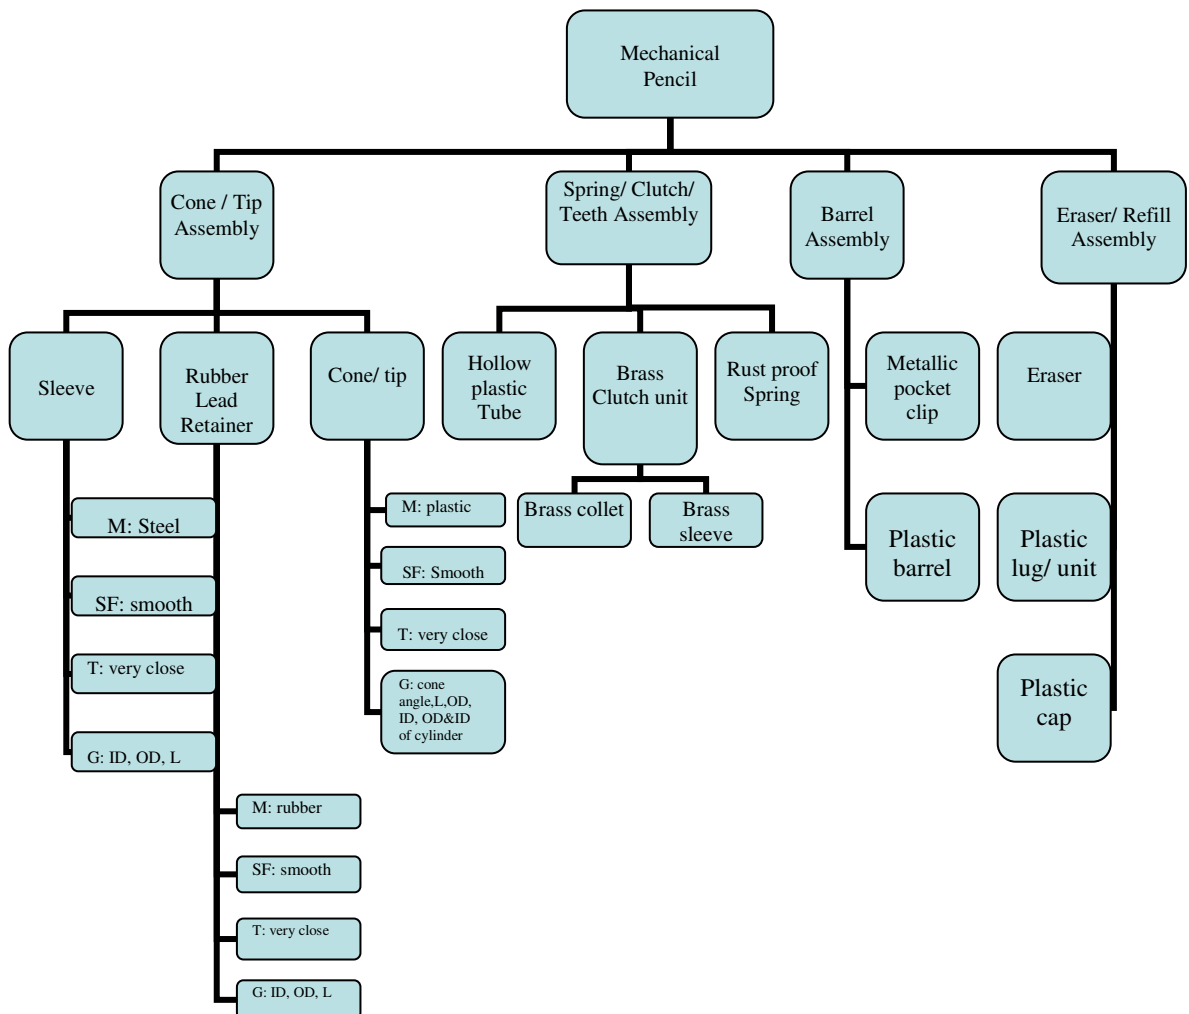 Mechanical
Pencil
Cone / Tip
Assembly
Spring/ Clutch/
Teeth Assembly
Barrel
Assembly
Eraser/ Refill
Assembly
Sleeve
Rubber
Lead
Retainer
Cone/ tip
Hollow
plastic
Tube
Brass
Clutch unit
Rust proof
Spring
Metallic
pocket
clip
Eraser
M: Steel
SF: smooth
T: very close
G: ID, OD, L
M: rubber
SF: smooth
T: very close
G: ID, OD, L
M: plastic
SF: Smooth
T: very close
G: cone
angle,L,OD,
ID, OD&ID
of cylinder
Brass collet
Brass
sleeve
Plastic
barrel
Plastic
lug/ unit
Plastic
cap